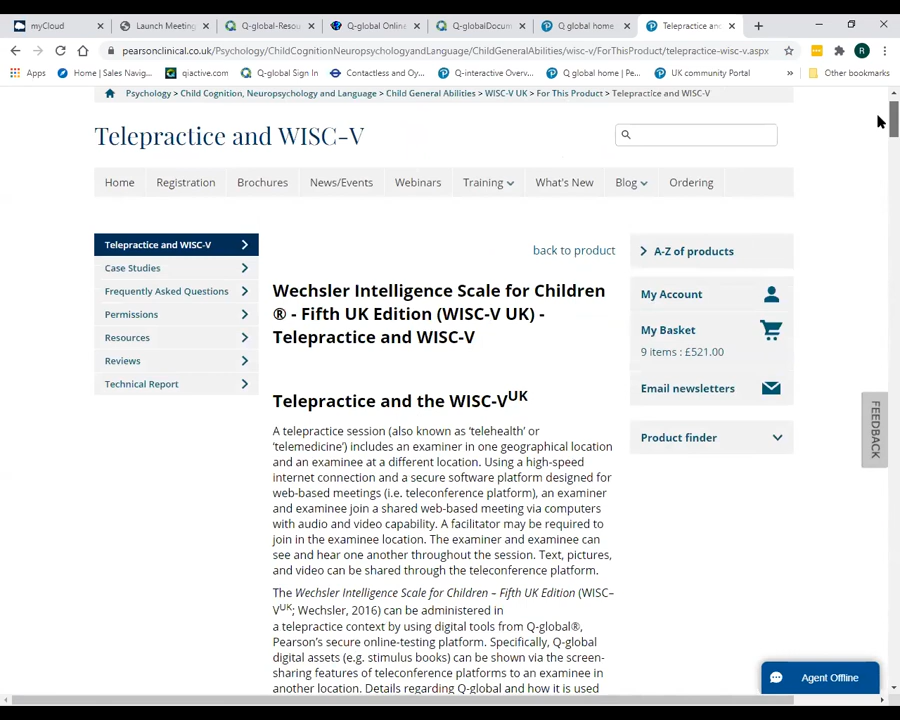 myCloud
Launch Meeting
Q-global-Resou
Q-global Online
Q-globalDocum
Q global home
Telepractice and
pearsonclinical.co.uk/Psychology/ChildCognitionNeuropsychologyandLanguage/ChildGeneralAbilities/wisc-v/ForThisProduct/telepractice-wisc-v.aspx
R
Apps
Home | Sales Navig...
qiactive.com
Q-global Sign In
Contactless and Oy...
Q-interactive Overv...
Q global home | Pe...
UK community Portal
»
Other bookmarks
Psychology > Child Cognition, Neuropsychology and Language > Child General Abilities > WISC-V UK > For This Product > Telepractice and WISC-V
Telepractice and WISC-V
Home
Registration
Brochures
News/Events
Webinars
Training
What's New
Blog
Ordering
Telepractice and WISC-V
Case Studies
Frequently Asked Questions
Permissions
Resources
Reviews
Technical Report
back to product
Wechsler Intelligence Scale for Children
® - Fifth UK Edition (WISC-V UK) -
Telepractice and WISC-V
Telepractice and the WISC-VUK
A telepractice session (also known as ‘telehealth’ or
‘telemedicine’) includes an examiner in one geographical location
and an examinee at a different location. Using a high-speed
internet connection and a secure software platform designed for
web-based meetings (i.e. teleconference platform), an examiner
and examinee join a shared web-based meeting via computers
with audio and video capability. A facilitator may be required to
join in the examinee location. The examiner and examinee can
see and hear one another throughout the session. Text, pictures,
and video can be shared through the teleconference platform.
The Wechsler Intelligence Scale for Children – Fifth UK Edition (WISC–
VUK; Wechsler, 2016) can be administered in
a telepractice context by using digital tools from Q-global®,
Pearson’s secure online-testing platform. Specifically, Q-global
digital assets (e.g. stimulus books) can be shown via the screen-
sharing features of teleconference platforms to an examinee in
another location. Details regarding Q-global and how it is used
A-Z of products
My Account
My Basket
9 items : £521.00
Email newsletters
Product finder
FEEDBACK
Agent Offline